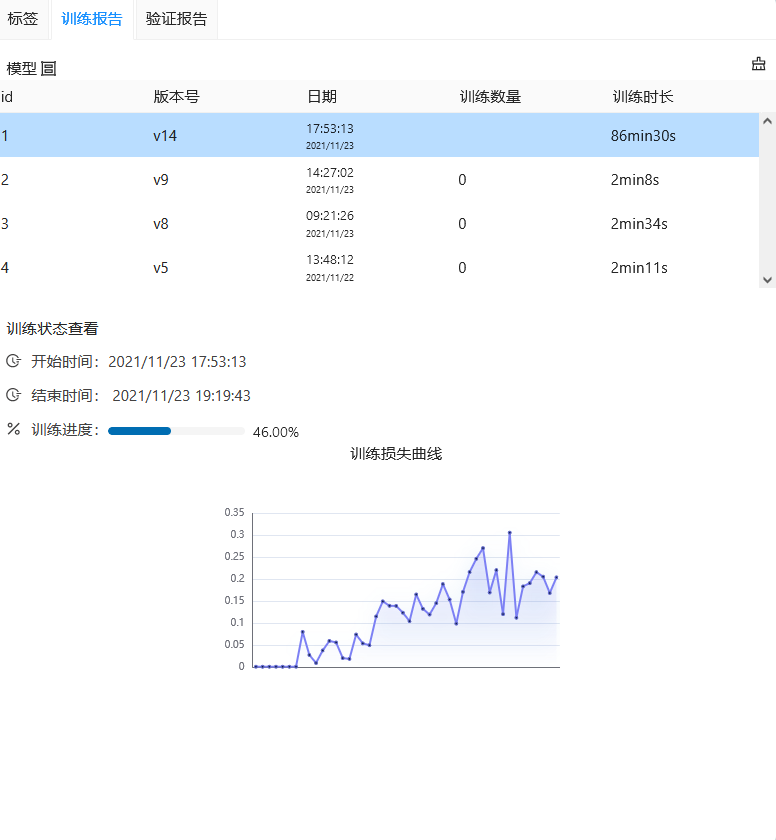 标签 训练报告 验证报告
模型
id 版本号 日期 训练数量 训练时长
1 v14 17:53:13 86min30s
2021/11/23
2 v9 14:27:02 0 2min8s
2021/11/23
3 v8 09:21:26 0 2min34s
2021/11/23
4 v5 13:48:12 0 2min11s
2021/11/22
训练状态查看
开始时间: 2021/11/23 17:53:13
结束时间: 2021/11/23 19:19:43
% 训练进度: 46.00%
训练损失曲线
0.35
0.3
0.25
0.2
0.15
0.1
0.05
0